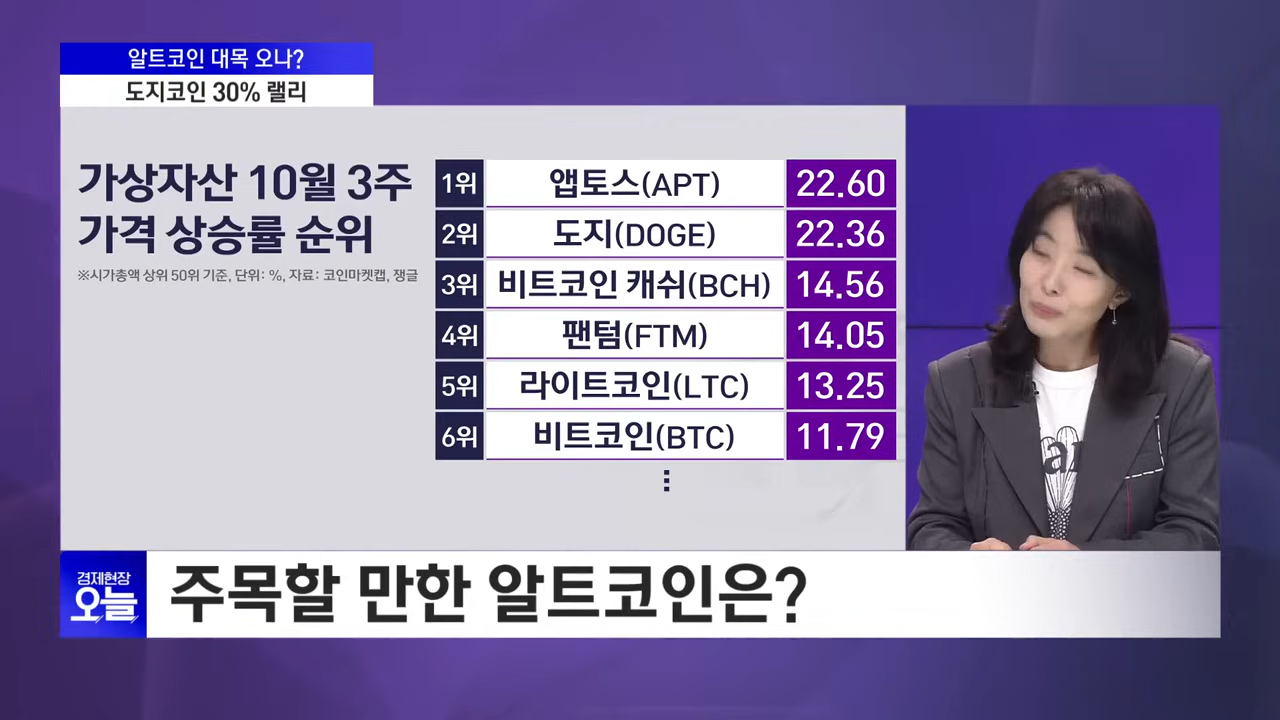 알트코인 대목 오나?
도지코인 30% 랠리
가상자산 10월 3주
가격 상승률 순위
※시가총액 상위 50위 기준, 단위: %, 자료: 코인마켓캡, 쟁글
1위 앱토스(APT) 22.60
2위 도지(DOGE) 22.36
3위 비트코인 캐쉬(BCH) 14.56
4위 팬텀(FTM) 14.05
5위 라이트코인(LTC) 13.25
6위 비트코인(BTC) 11.79
경제현장
오늘
주목할 만한 알트코인은?